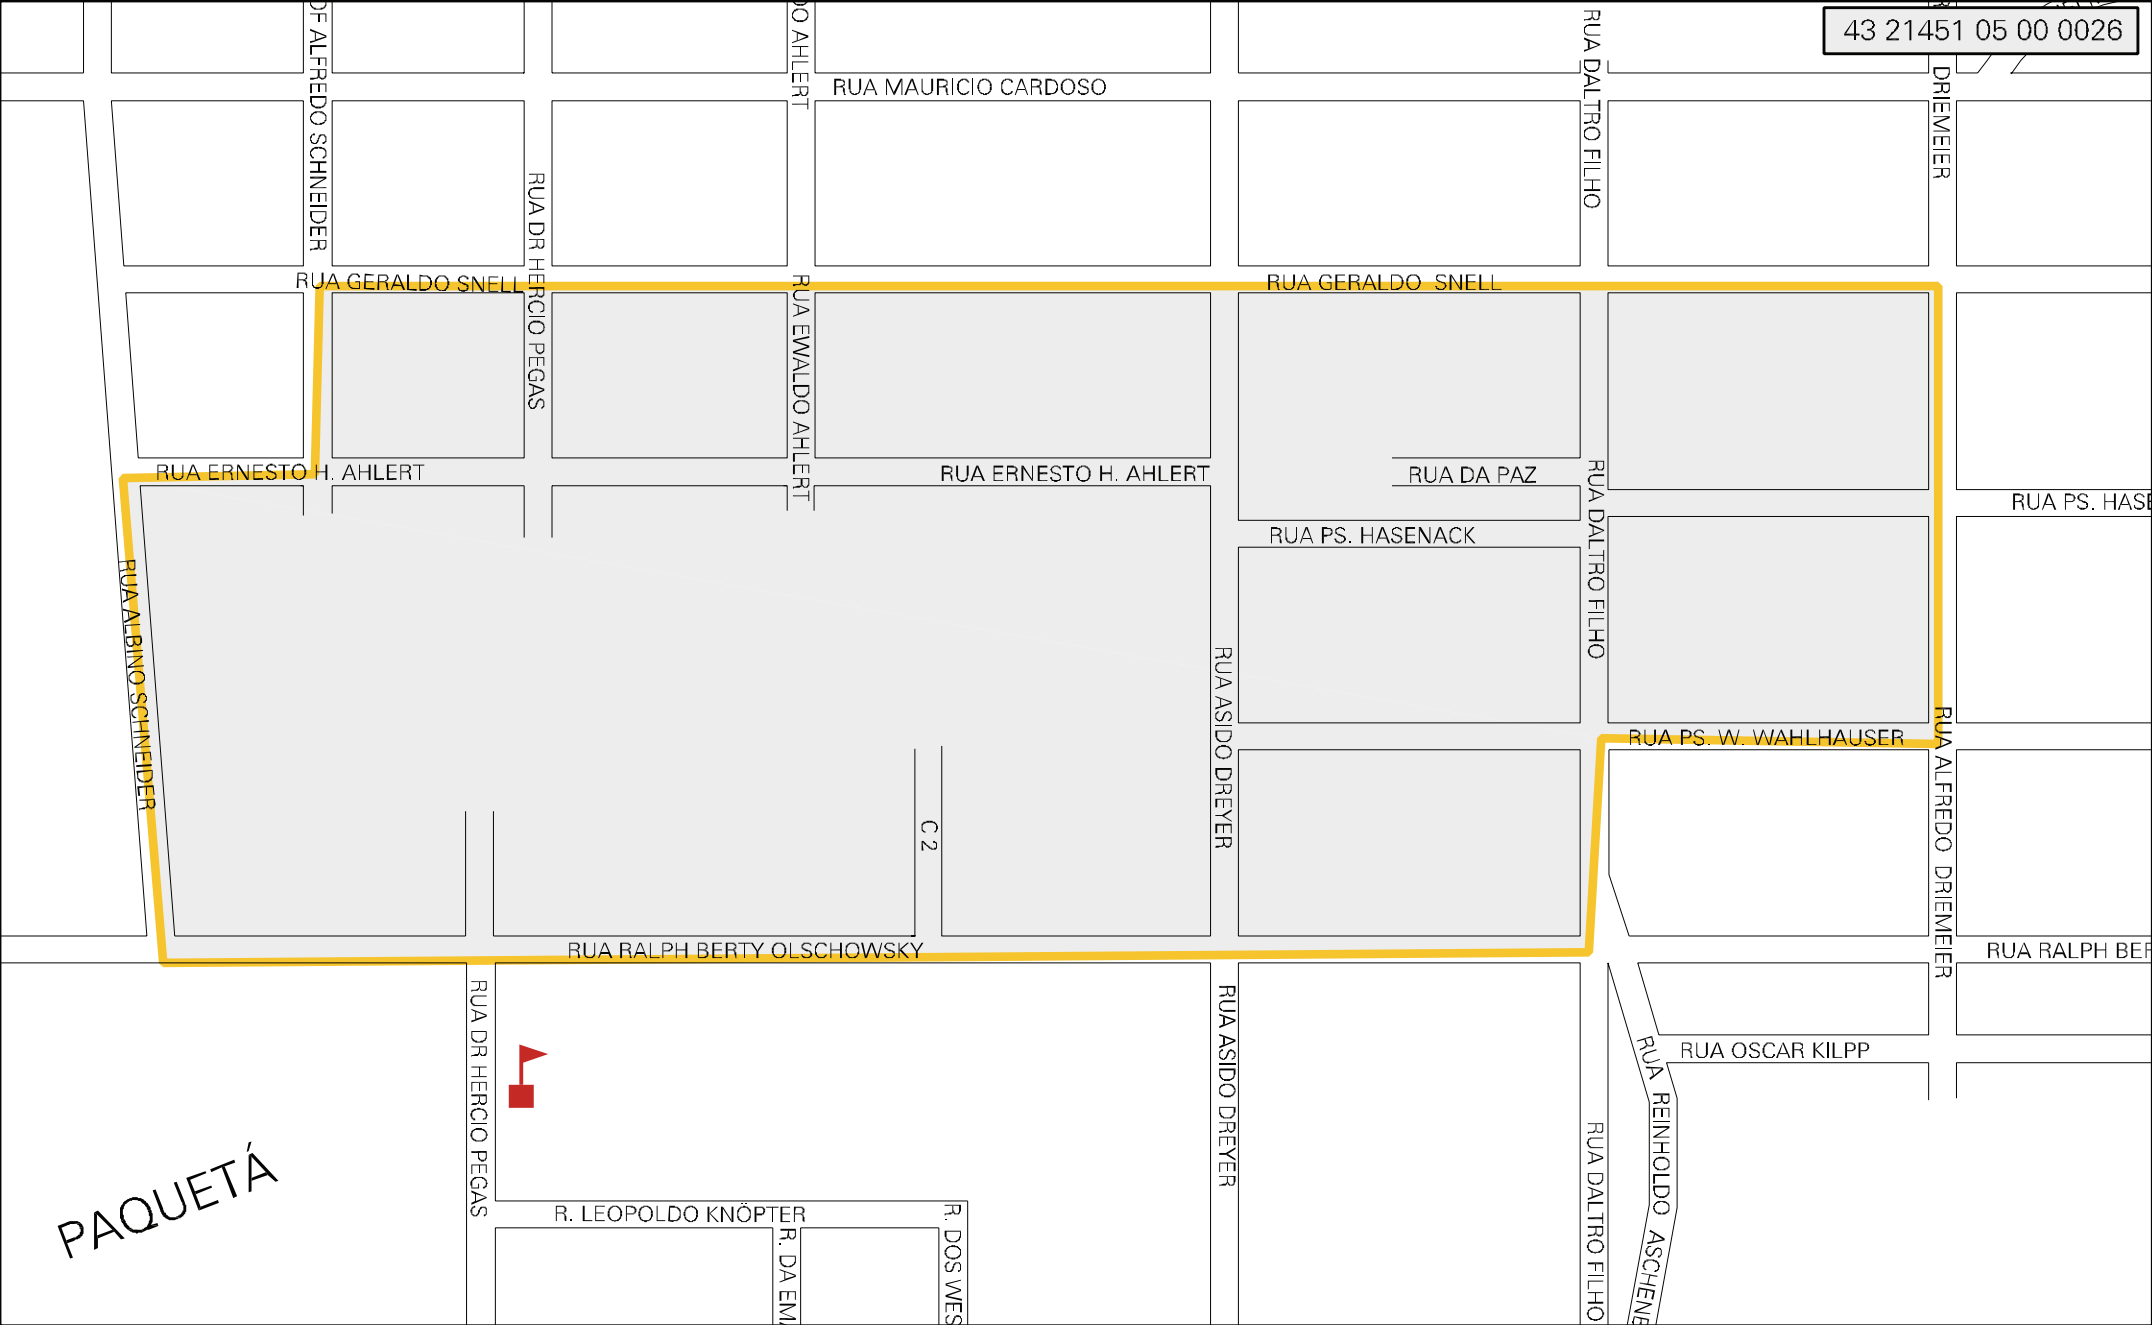 43 21451 05 00 0026
OF ALFREDO SCHNEIDER
DO AHLERT
RUA MAURICIO CARDOSO
RUA DALTRO FILHO
DRIEMEIER
RUA DR HERCIO PEGAS
RUA GERALDO SNELL
RUA GERALDO SNELL
RUA EWALDO AHLERT
RUA ERNESTO H. AHLERT
RUA ERNESTO H. AHLERT
RUA DA PAZ
RUA DALTRO FILHO
RUA PS. HASE
RUA PS. HASENACK
RUA ALBINO SCHNEIDER
RUA ASIDO DREYER
RUA PS. W. WAHLHAUSER
RUA ALFREDO DRIEMEIER
C 2
RUA RALPH BERTY OLSCHOWSKY
RUA RALPH BER
RUA DR HERCIO PEGAS
RUA ASIDO DREYER
RUA REINHOLDO ASCHENE
RUA OSCAR KILPP
RUA DALTRO FILHO
PAQUETÁ
R. LEOPOLDO KNÖPTER
R. DA EMA
R. DOS WES